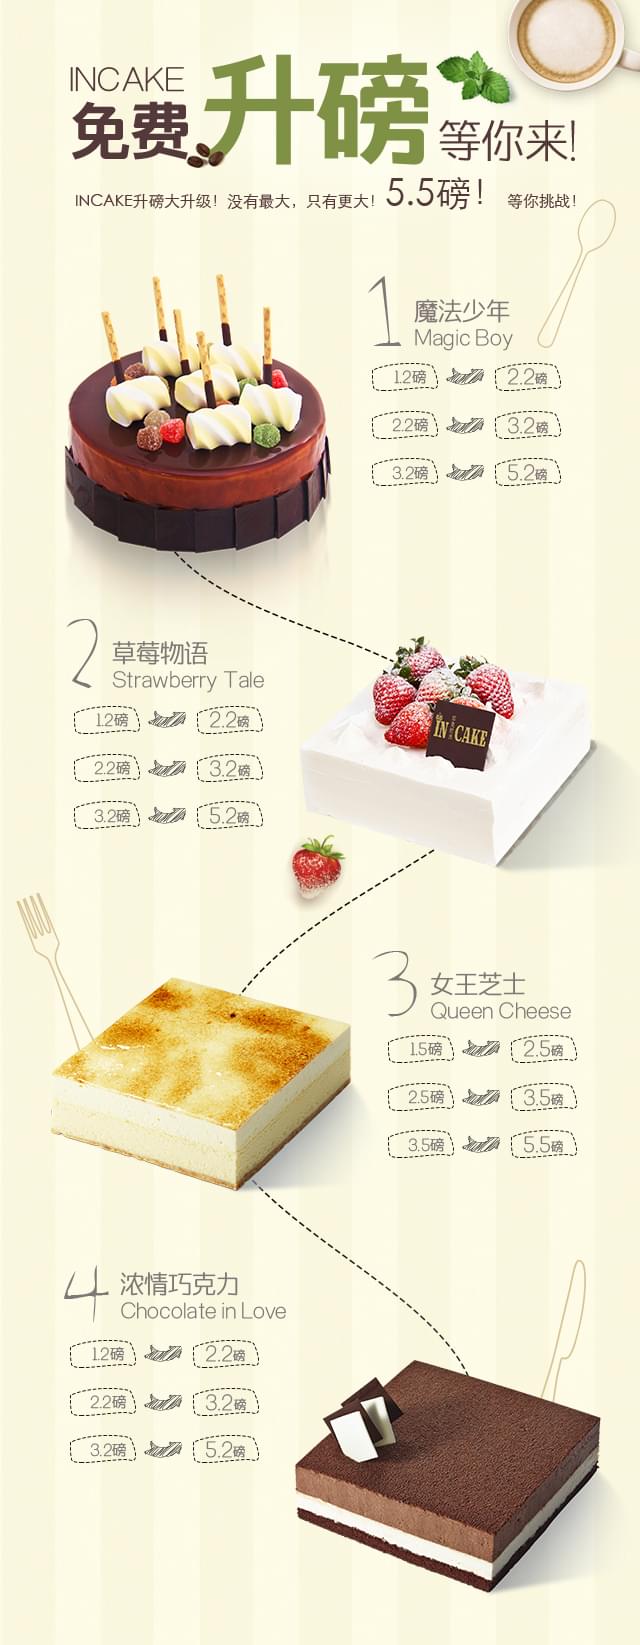 INCAKE
免费升磅等你来!
INCAKE升磅大升级！没有最大，只有更大！5.5磅！ 等你挑战！
1 魔法少年
Magic Boy
1.2磅 2.2磅
2.2磅 3.2磅
3.2磅 5.2磅
2 草莓物语
Strawberry Tale
1.2磅 2.2磅
2.2磅 3.2磅
3.2磅 5.2磅
IN CAKE
3 女王芝士
Queen Cheese
1.5磅 2.5磅
2.5磅 3.5磅
3.5磅 5.5磅
4 浓情巧克力
Chocolate in Love
1.2磅 2.2磅
2.2磅 3.2磅
3.2磅 5.2磅